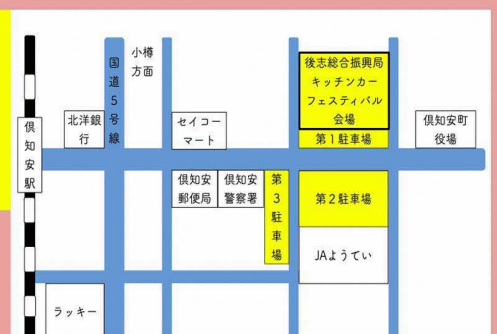 小樽
方面
国道5号線
後志総合振興局
キッチンカー
フェスティバル
会場
第1駐車場
北洋銀
行
セイコー
マート
倶知安町
役場
倶知安駅
倶知安
郵便局
倶知安
警察署
第3駐車場
第2駐車場
JAようてい
ラッキー